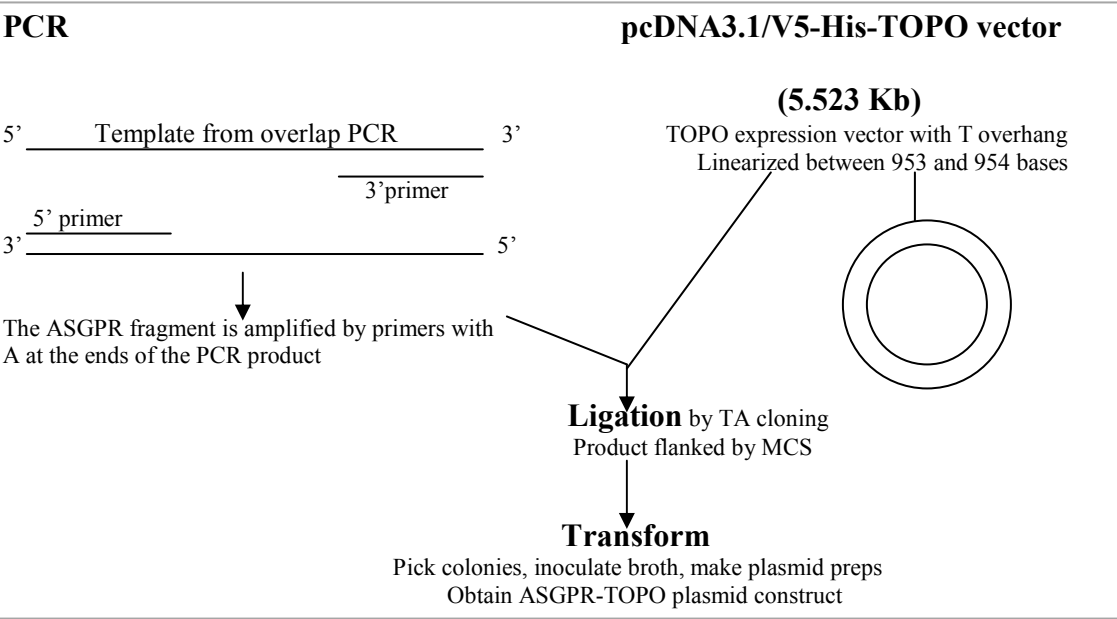 PCR
pcDNA3.1/V5-His-TOPO vector
(5.523 Kb)
TOPO expression vector with T overhang
Linearized between 953 and 954 bases
5’ Template from overlap PCR 3’
3’primer
5’ primer
3’ 5’
The ASGPR fragment is amplified by primers with
A at the ends of the PCR product
Ligation by TA cloning
Product flanked by MCS
Transform
Pick colonies, inoculate broth, make plasmid preps
Obtain ASGPR-TOPO plasmid construct